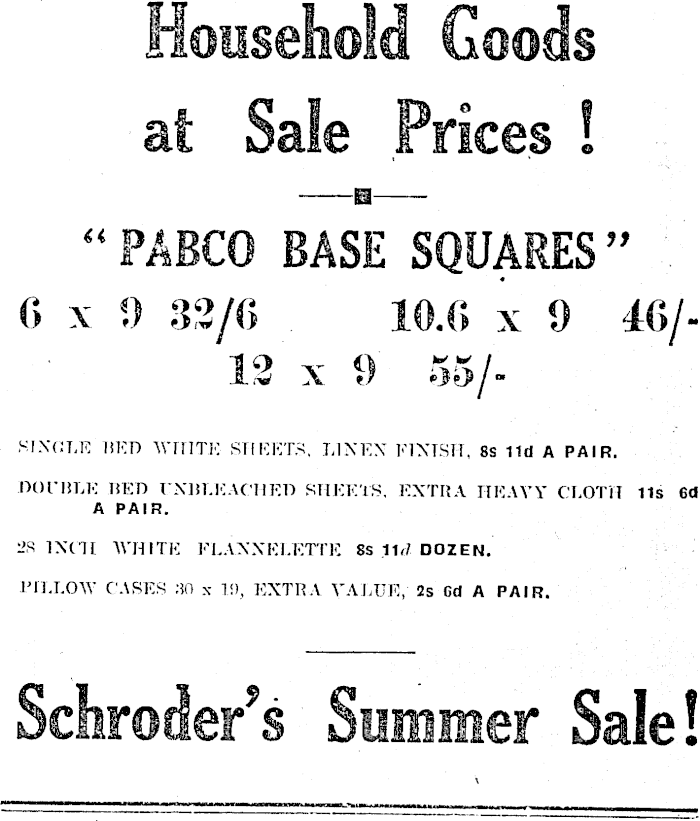 Household Goods
at Sale Prices !
“ PABCO BASE SQUARES ”
6 x 9 32/6 10.6 x 9 46/-
12 x 9 55/-
SINGLE BED WHITE SHEETS, LINEN FINISH, 8s 11d A PAIR.
DOUBLE BED UNBLEACHED SHEETS, EXTRA HEAVY CLOTH 11s 6d
A PAIR.
28 INCH WHITE FLANNELETTE 8s 11d DOZEN.
PILLOW CASES 30 x 19, EXTRA VALUE, 2s 6d A PAIR.
Schroder's Summer Sale!